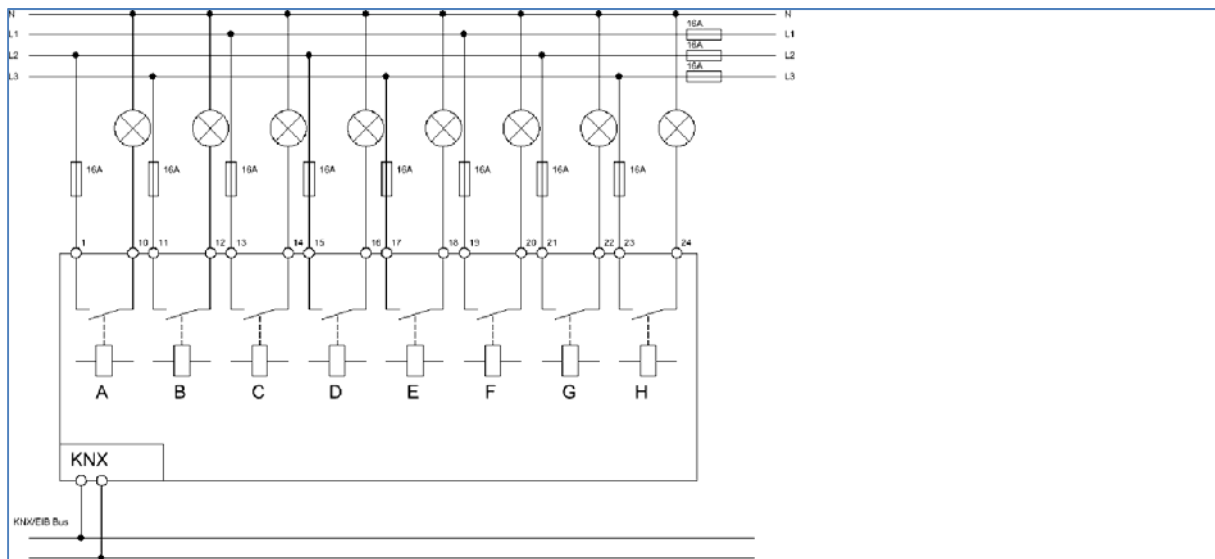 N N
16A
L1 L1
16A
L2 L2
16A
L3 L3
16A 16A 16A 16A 16A 16A 16A 16A
1 10 11 12 13 14 15 16 17 18 19 20 21 22 23 24
A B C D E F G H
KNX
KNX/EIB Bus